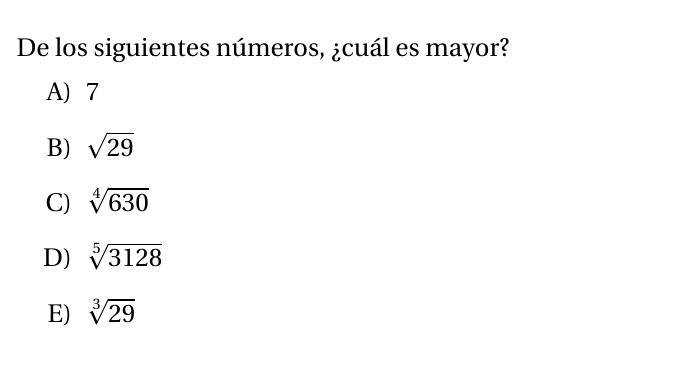 De los siguientes números, ¿cuál es mayor?
A) 7
B) √29
C) ∜630
D) ⁵√3128
E) ∛29